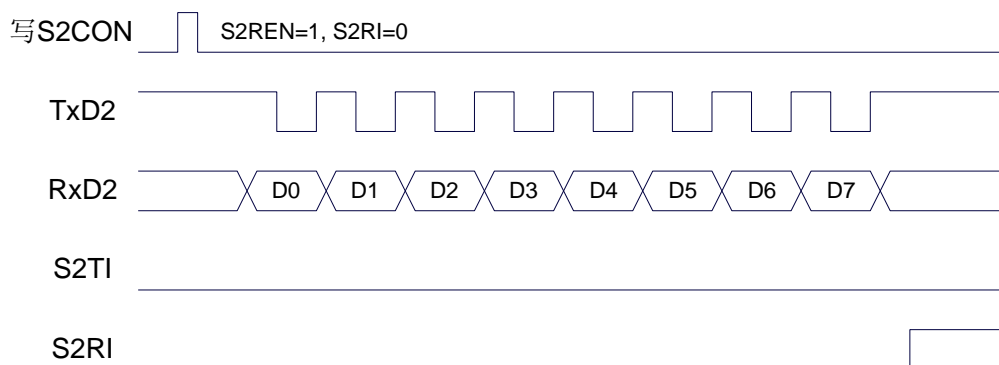 写S2CON S2REN=1, S2RI=0
TxD2
RxD2 D0 D1 D2 D3 D4 D5 D6 D7
S2TI
S2RI